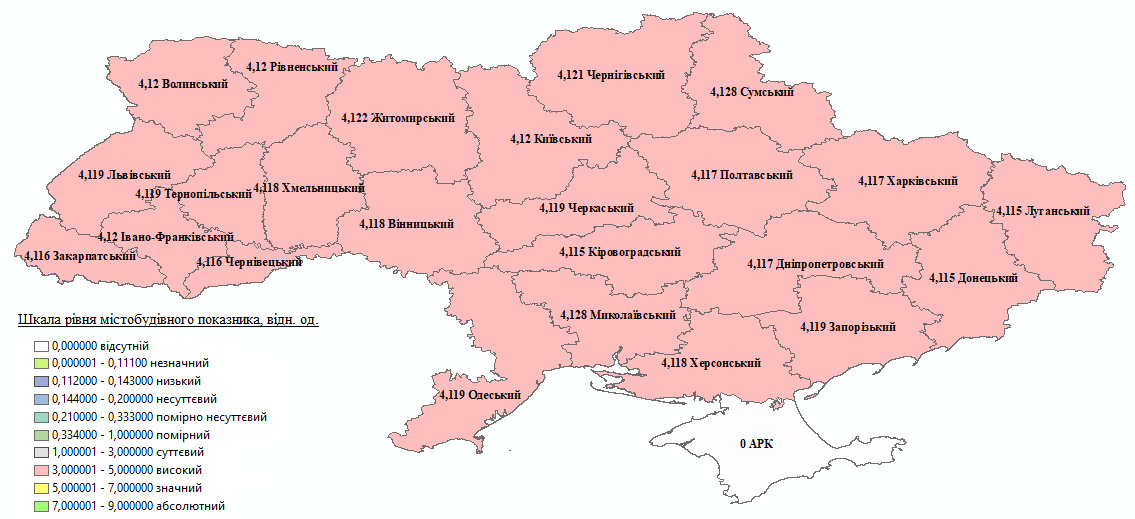 4,12 Рівненський
4,121 Чернігівський
4,12 Волинський
4,128 Сумський
4,122 Житомирський
4,12 Київський
4,119 Львівський
4,117 Полтавський
4,117 Харківський
4,119 Тернопільський
4,118 Хмельницький
4,119 Черкаський
4,115 Луганський
4,118 Вінницький
4,12 Івано-Франківський
4,116 Закарпатський
4,115 Кіровоградський
4,116 Чернівецький
4,117 Дніпропетровський
4,115 Донецький
4,128 Миколаївський
4,119 Запорізький
4,118 Херсонський
4,119 Одеський
0 АРК
Шкала рівня містобудівного показника, відн. од.
0,000000 відсутній
0,000001 - 0,11100 незначний
0,112000 - 0,143000 низький
0,144000 - 0,200000 несуттєвий
0,210000 - 0,333000 помірно несуттєвий
0,334000 - 1,000000 помірний
1,000001 - 3,000000 суттєвий
3,000001 - 5,000000 високий
5,000001 - 7,000000 значний
7,000001 - 9,000000 абсолютний